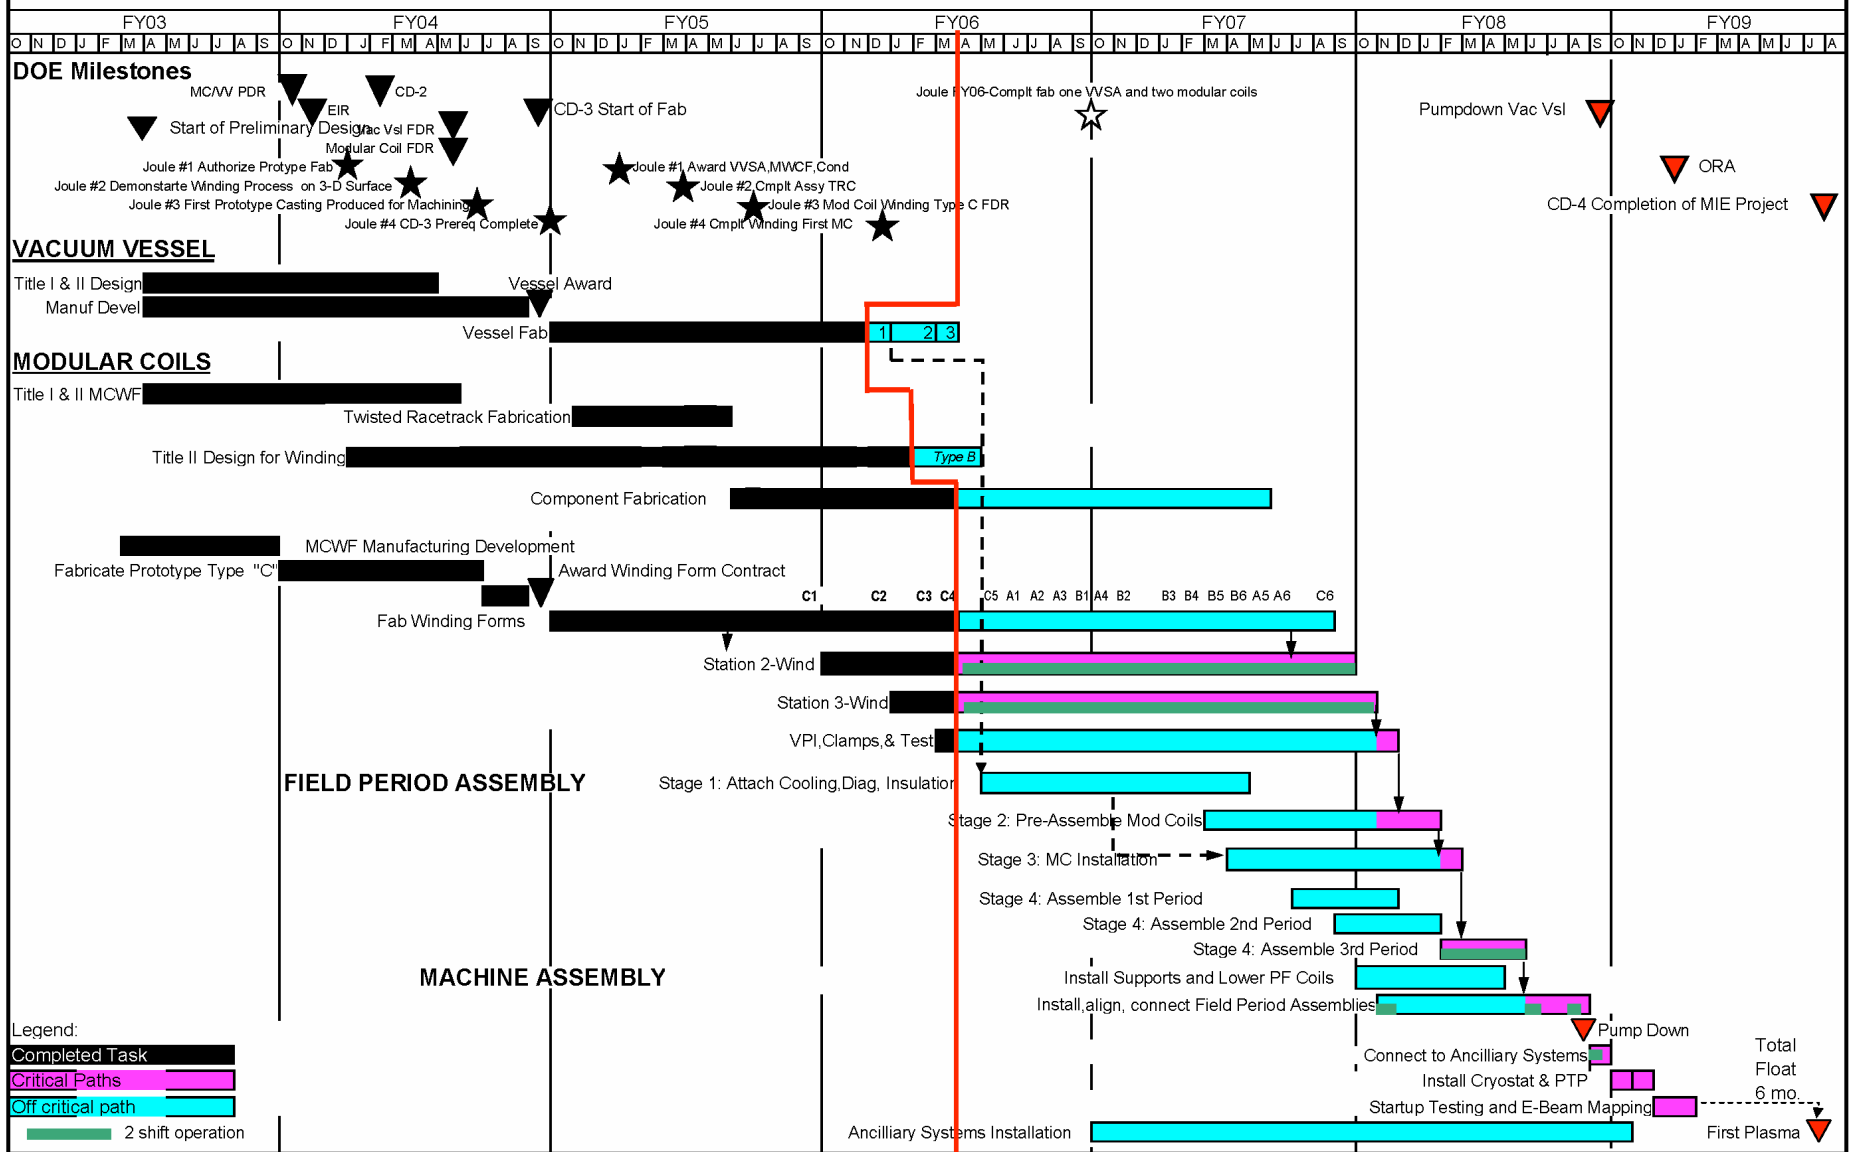 FY03 FY04 FY05 FY06 FY07 FY08 FY09
O N D J F M A M J J A S O N D J F M A M J J A S O N D J F M A M J J A S O N D J F M A M J J A S O N D J F M A M J J A S O N D J F M A M J J A S O N D J F M A M J J A
DOE Milestones
MC/VV PDR
CD-2
EIR
CD-3 Start of Fab
Joule FY06-Complt fab one VVSA and two modular coils
Pumpdown Vac Vsl
Start of Preliminary Design
Vac Vsl FDR
Modular Coil FDR
Joule #1 Authorize Protype Fab
Joule #1 Award VVSA,MWCF,Cond
ORA
Joule #2 Demonstarte Winding Process on 3-D Surface
Joule #2 Cmplt Assy TRC
Joule #3 First Prototype Casting Produced for Machining
Joule #3 Mod Coil Winding Type C FDR
CD-4 Completion of MIE Project
Joule #4 CD-3 Prereq Complete
Joule #4 Cmplt Winding First MC
VACUUM VESSEL
Title I & II Design
Vessel Award
Manuf Devel
Vessel Fab
1 2 3
MODULAR COILS
Title I & II MCWF
Twisted Racetrack Fabrication
Title II Design for Winding
Type B
Component Fabrication
MCWF Manufacturing Development
Fabricate Prototype Type "C"
Award Winding Form Contract
C1 C2 C3 C4 C5 A1 A2 A3 B1 A4 B2 B3 B4 B5 B6 A5 A6 C6
Fab Winding Forms
Station 2-Wind
Station 3-Wind
VPI,Clamps,& Test
FIELD PERIOD ASSEMBLY
Stage 1: Attach Cooling,Diag, Insulation
Stage 2: Pre-Assemble Mod Coils
Stage 3: MC Installation
Stage 4: Assemble 1st Period
Stage 4: Assemble 2nd Period
Stage 4: Assemble 3rd Period
MACHINE ASSEMBLY
Install Supports and Lower PF Coils
Install,align, connect Field Period Assemblies
Legend:
Pump Down
Completed Task
Connect to Ancilliary Systems
Total
Float
6 mo.
Critical Paths
Install Cryostat & PTP
Off critical path
Startup Testing and E-Beam Mapping
2 shift operation
Ancilliary Systems Installation
First Plasma